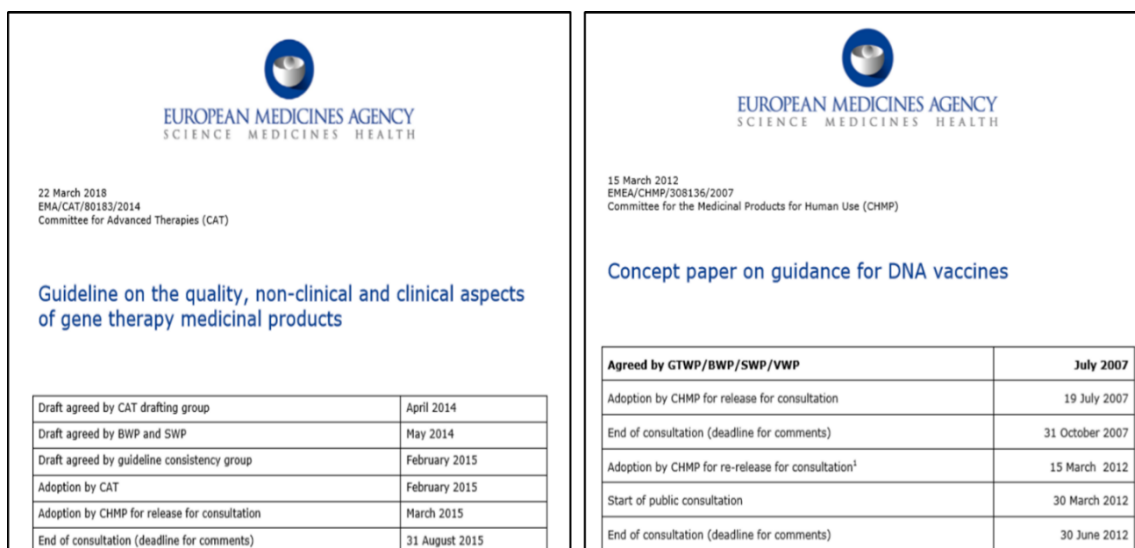 EUROPEAN MEDICINES AGENCY
SCIENCE MEDICINES HEALTH
22 March 2018
EMA/CAT/80183/2014
Committee for Advanced Therapies (CAT)
Guideline on the quality, non-clinical and clinical aspects
of gene therapy medicinal products
Draft agreed by CAT drafting group April 2014
Draft agreed by BWP and SWP May 2014
Draft agreed by guideline consistency group February 2015
Adoption by CAT February 2015
Adoption by CHMP for release for consultation March 2015
End of consultation (deadline for comments) 31 August 2015
EUROPEAN MEDICINES AGENCY
SCIENCE MEDICINES HEALTH
15 March 2012
EMEA/CHMP/308136/2007
Committee for the Medicinal Products for Human Use (CHMP)
Concept paper on guidance for DNA vaccines
Agreed by GTWP/BWP/SWP/VWP July 2007
Adoption by CHMP for release for consultation 19 July 2007
End of consultation (deadline for comments) 31 October 2007
Adoption by CHMP for re-release for consultation¹ 15 March 2012
Start of public consultation 30 March 2012
End of consultation (deadline for comments) 30 June 2012